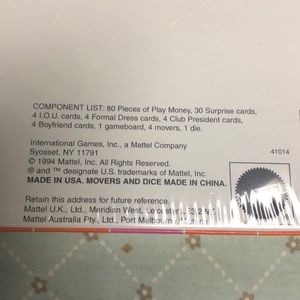 COMPONENT LIST: 80 Pieces of Play Money, 30 Surprise cards,
4 I.O.U. cards, 4 Formal Dress cards, 4 Club President cards,
4 Boyfriend cards, 1 gameboard, 4 movers, 1 die.
International Games, Inc., a Mattel Company
Syosset, NY 11791
41014
© 1994 Mattel, Inc. All Rights Reserved.
® and ™ designate U.S. trademarks of Mattel, Inc.
MADE IN USA. MOVERS AND DICE MADE IN CHINA.
Retain this address for future reference.
Mattel U.K., Ltd., Meridian West, Leicester
Mattel Australia Pty., Ltd., Port Melbourne,